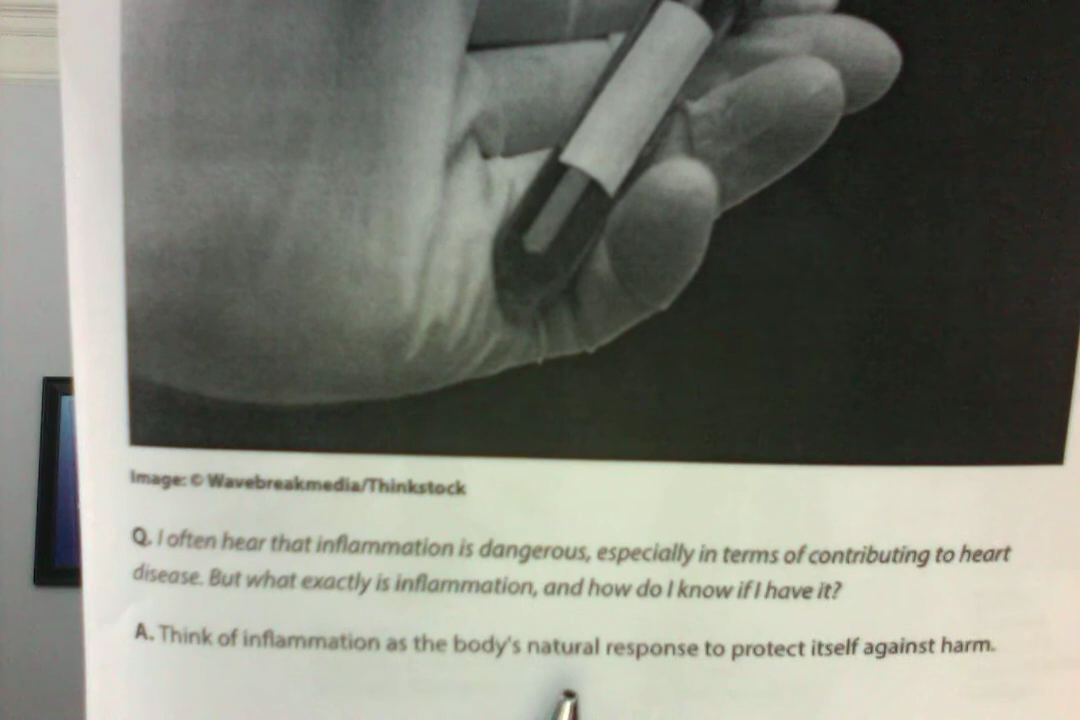 Image: © Wavebreakmedia/Thinkstock
Q. I often hear that inflammation is dangerous, especially in terms of contributing to heart
disease. But what exactly is inflammation, and how do I know if I have it?
A. Think of inflammation as the body's natural response to protect itself against harm.